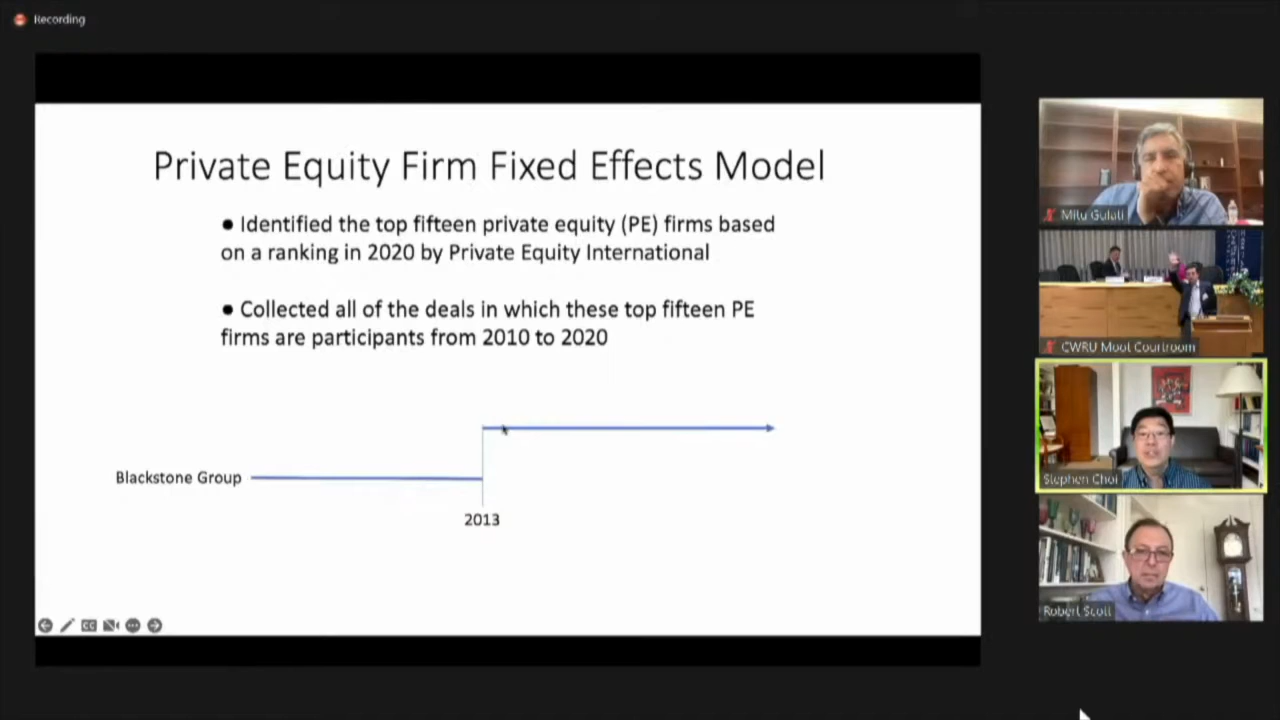 Recording
Private Equity Firm Fixed Effects Model
● Identified the top fifteen private equity (PE) firms based
on a ranking in 2020 by Private Equity International
● Collected all of the deals in which these top fifteen PE
firms are participants from 2010 to 2020
Blackstone Group
2013
CC
Mitu Gulati
CWRU Moot Courtroom
Stephen Choi
Robert Scott